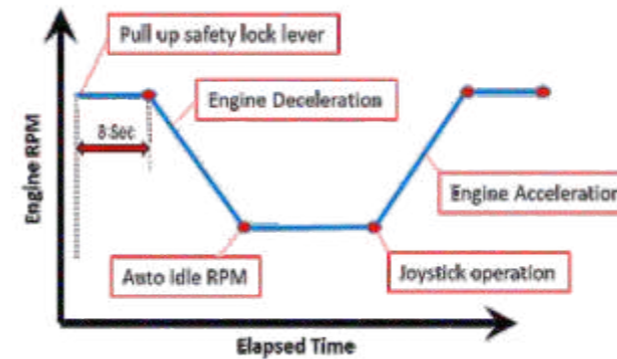 Pull up safety lock lever
Engine Deceleration
8 Sec
Engine RPM
Engine Acceleration
Auto Idle RPM
Joystick operation
Elapsed Time